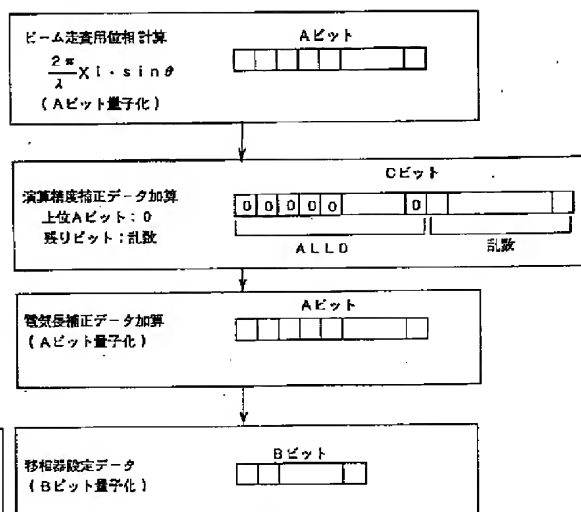 ビーム走査用位相計算
Aビット
2π
λ
Xi・sinθ
(Aビット量子化)
Cビット
演算精度補正データ加算
上位Aビット:0
残りビット:乱数
0 0 0 0 0 0
ALL0
乱数
Aビット
電気長補正データ加算
(Aビット量子化)
移相器設定データ
Bビット
(Bビット量子化)